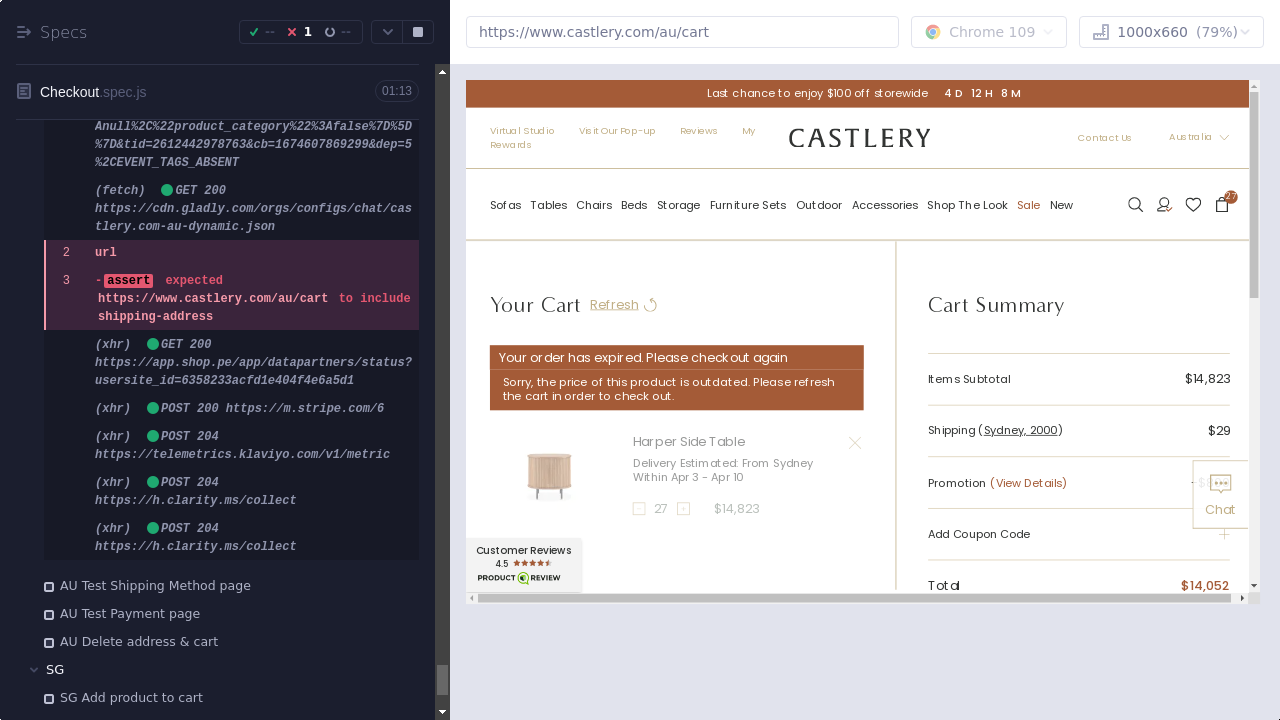 Specs
--
1
--
https://www.castlery.com/au/cart
Chrome 109
1000x660 (79%)
Checkout.spec.js
01:13
Anull%2C%22product_category%22%3Afalse%7D%5D
%7D&tid=2612442978763&cb=1674607869299&dep=5
%2CEVENT_TAGS_ABSENT
(fetch) GET 200
https://cdn.gladly.com/orgs/configs/chat/cas
tlery.com-au-dynamic.json
2 url
3 -assert expected
https://www.castlery.com/au/cart to include
shipping-address
(xhr) GET 200
https://app.shop.pe/app/datapartners/status?
usersite_id=6358233acfd1e404f4e6a5d1
(xhr) POST 200 https://m.stripe.com/6
(xhr) POST 204
https://telemetrics.klaviyo.com/v1/metric
(xhr) POST 204
https://h.clarity.ms/collect
(xhr) POST 204
https://h.clarity.ms/collect
AU Test Shipping Method page
AU Test Payment page
AU Delete address & cart
SG
SG Add product to cart
Last chance to enjoy $100 off storewide 4 D 12 H 8 M
Virtual Studio Visit Our Pop-up Reviews My
Rewards
CASTLERY
Contact Us
Australia
Sofas Tables Chairs Beds Storage Furniture Sets Outdoor Accessories Shop The Look Sale New
27
Your Cart Refresh
Your order has expired. Please check out again
Sorry, the price of this product is outdated. Please refresh
the cart in order to check out.
Harper Side Table
Delivery Estimated: From Sydney
Within Apr 3 - Apr 10
- 27 + $14,823
Customer Reviews
4.5
PRODUCT REVIEW
Cart Summary
Items Subtotal $14,823
Shipping (Sydney, 2000) $29
Promotion (View Details)
Chat
Add Coupon Code +
Total $14,052